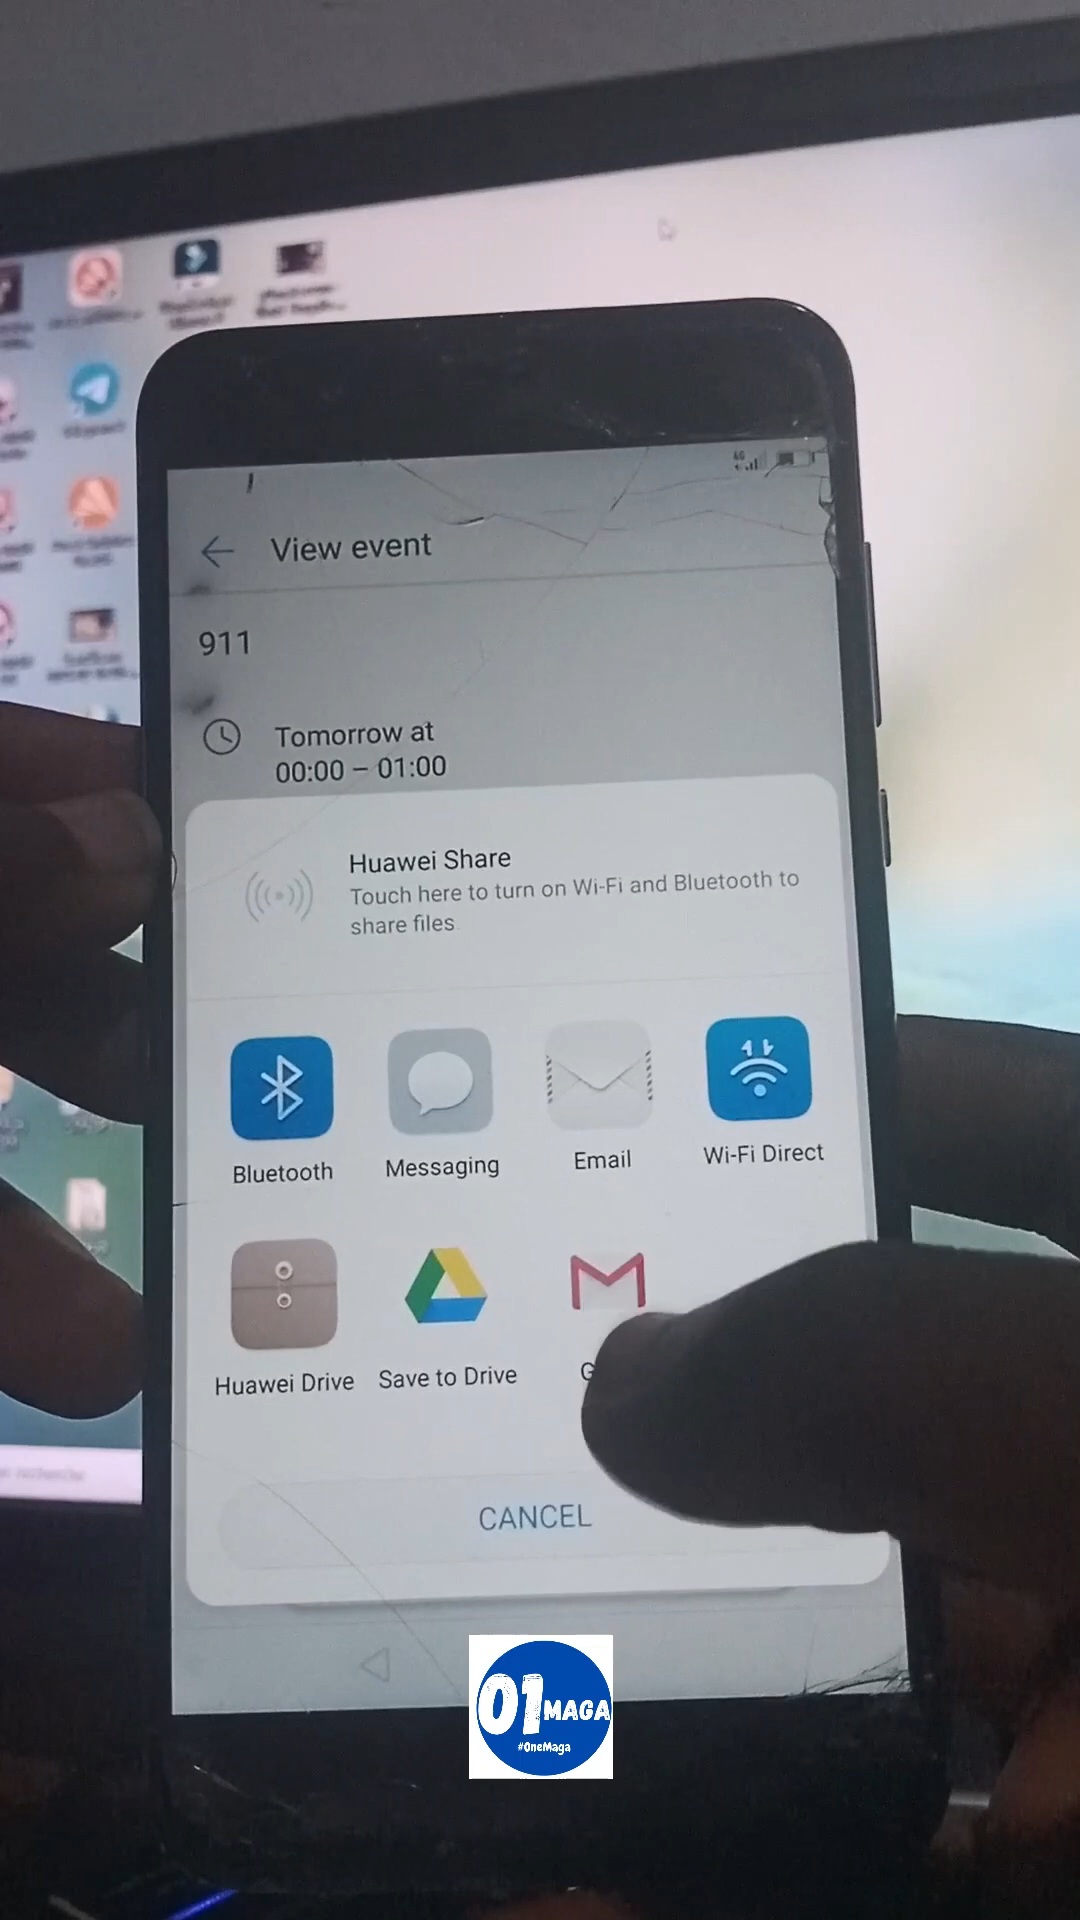 4G
View event
911
Tomorrow at
00:00 – 01:00
Huawei Share
Touch here to turn on Wi-Fi and Bluetooth to
share files.
Bluetooth
Messaging
Email
Wi-Fi Direct
Huawei Drive
Save to Drive
G
CANCEL
01MAGA
#OneMaga